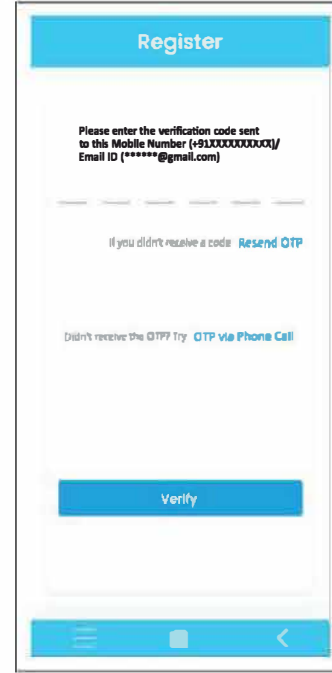 Register
Please enter the verification code sent
to this Mobile Number (+91XXXXXXXXXX)/
Email ID (******@gmail.com)
If you didn't receive a code Resend OTP
Didn't receive the OTP? Try OTP via Phone Call
Verify